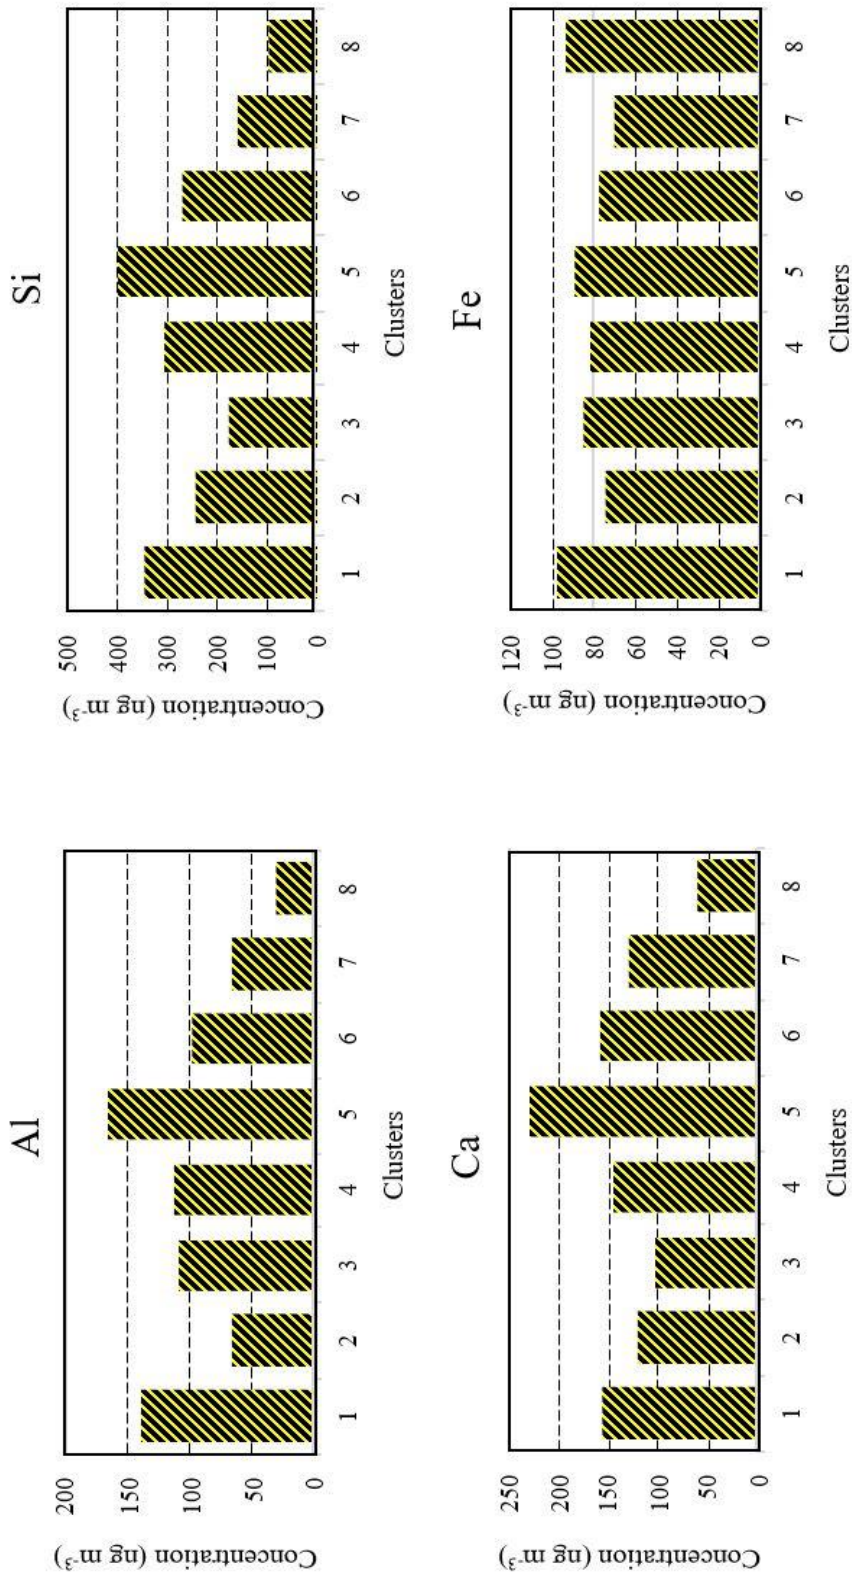 Al
Concentration (ng m-3)
200
150
100
50
0
1 2 3 4 5 6 7 8
Clusters
Si
Concentration (ng m-3)
500
400
300
200
100
0
1 2 3 4 5 6 7 8
Clusters
Ca
Concentration (ng m-3)
250
200
150
100
50
0
1 2 3 4 5 6 7 8
Clusters
Fe
Concentration (ng m-3)
120
100
80
60
40
20
0
1 2 3 4 5 6 7 8
Clusters